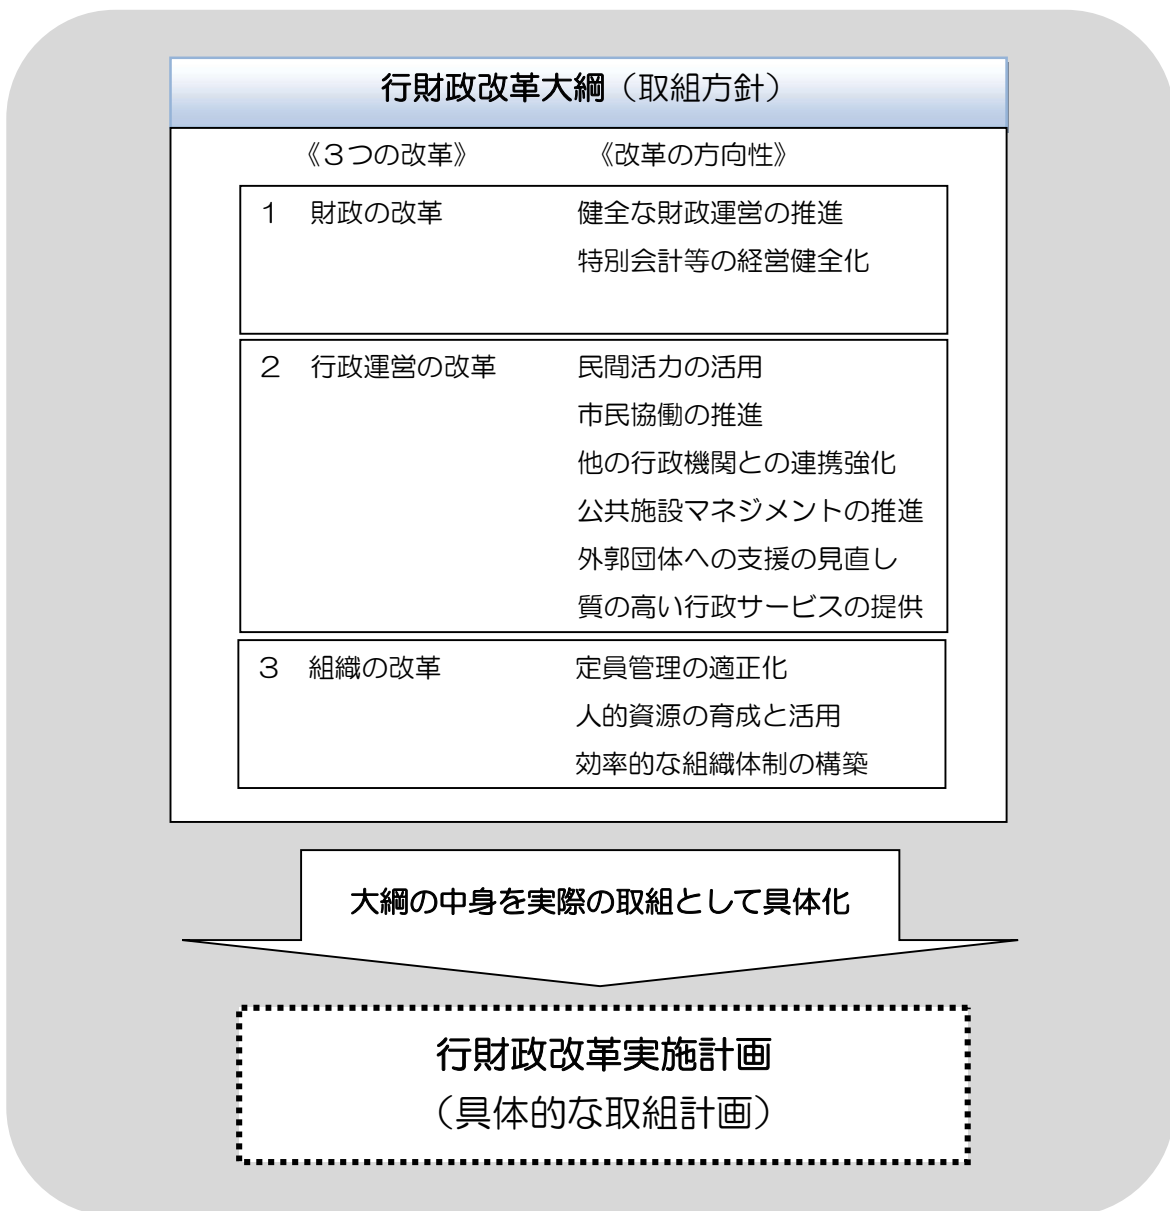 行財政改革大綱（取組方針）
《３つの改革》　《改革の方向性》
１　財政の改革　健全な財政運営の推進
特別会計等の経営健全化
２　行政運営の改革　民間活力の活用
市民協働の推進
他の行政機関との連携強化
公共施設マネジメントの推進
外郭団体への支援の見直し
質の高い行政サービスの提供
３　組織の改革　定員管理の適正化
人的資源の育成と活用
効率的な組織体制の構築
大綱の中身を実際の取組として具体化
行財政改革実施計画
（具体的な取組計画）